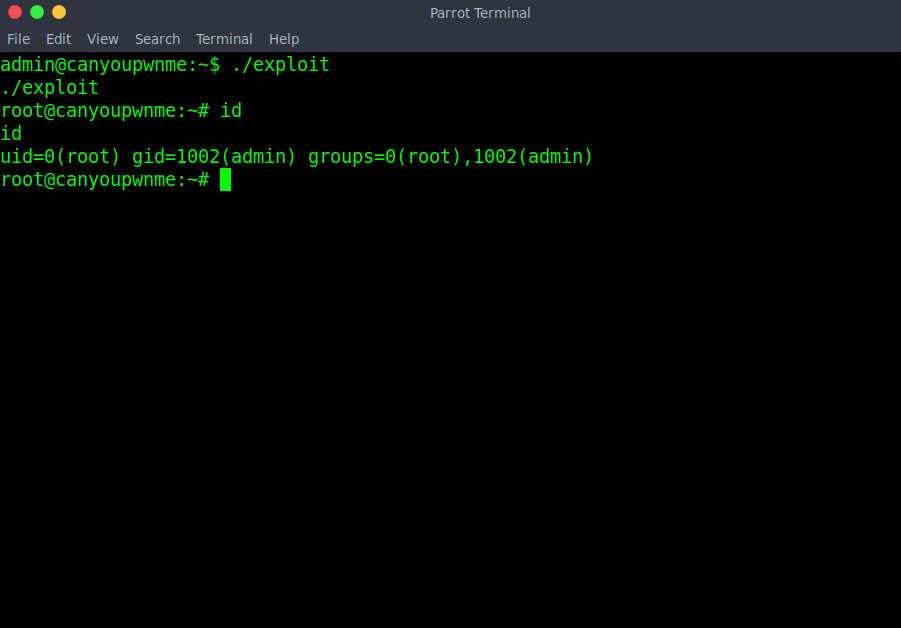 Parrot Terminal
File Edit View Search Terminal Help
admin@canyoupwnme:~$ ./exploit
./exploit
root@canyoupwnme:~# id
id
uid=0(root) gid=1002(admin) groups=0(root),1002(admin)
root@canyoupwnme:~#